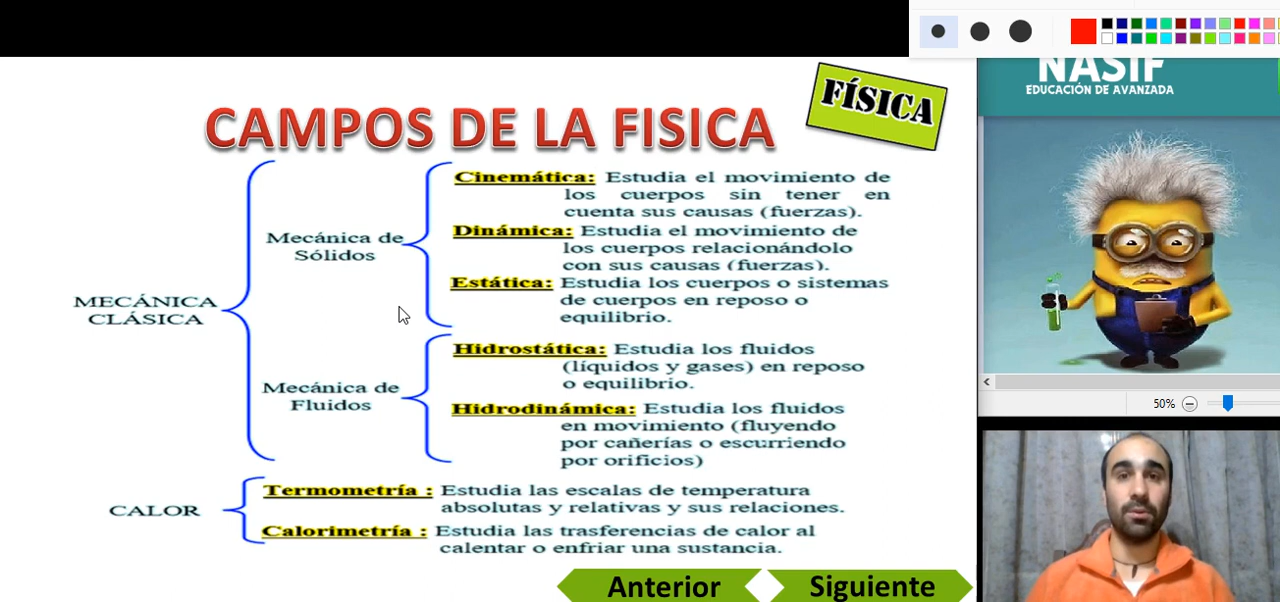 NASIF
EDUCACIÓN DE AVANZADA
FÍSICA
CAMPOS DE LA FISICA
MECÁNICA
CLÁSICA
Mecánica de
Sólidos
Cinemática: Estudia el movimiento de
los cuerpos sin tener en
cuenta sus causas (fuerzas).
Dinámica: Estudia el movimiento de
los cuerpos relacionándolo
con sus causas (fuerzas).
Estática: Estudia los cuerpos o sistemas
de cuerpos en reposo o
equilibrio.
Mecánica de
Fluidos
Hidrostática: Estudia los fluidos
(líquidos y gases) en reposo
o equilibrio.
Hidrodinámica: Estudia los fluidos
en movimiento (fluyendo
por cañerías o escurriendo
por orificios)
CALOR
Termometría : Estudia las escalas de temperatura
absolutas y relativas y sus relaciones.
Calorimetría : Estudia las trasferencias de calor al
calentar o enfriar una sustancia.
Anterior
Siguiente
50%